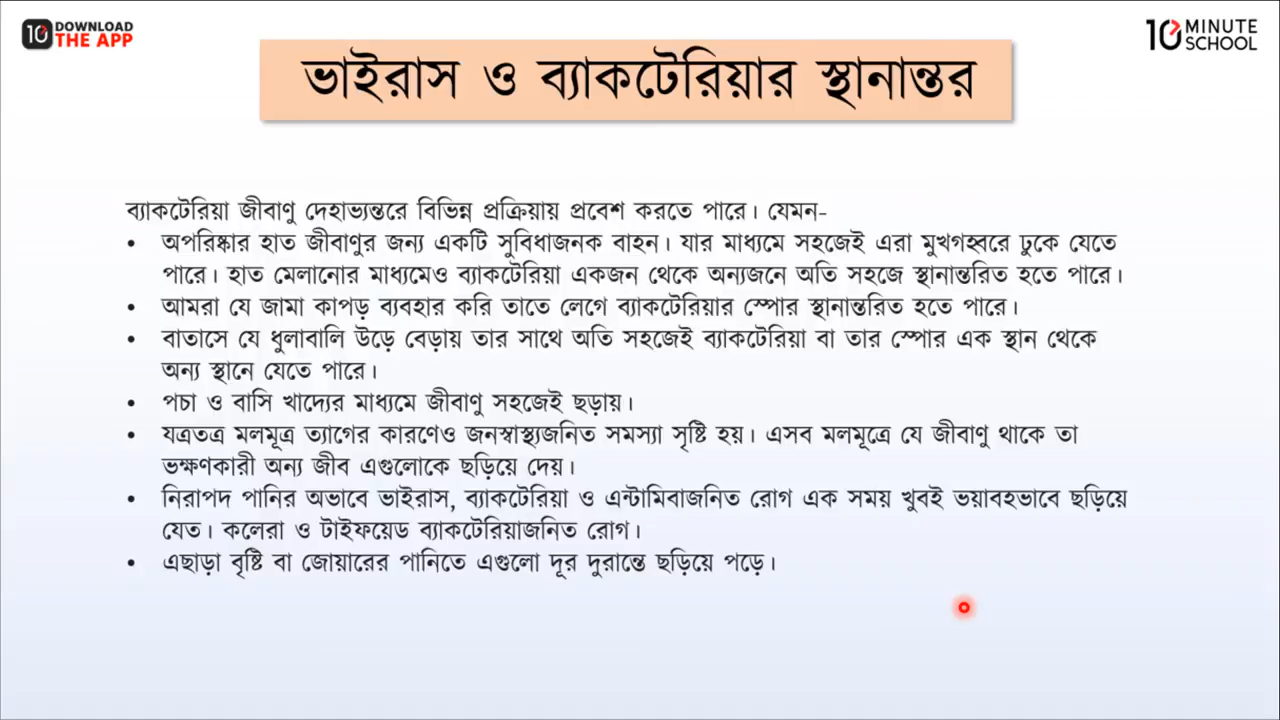 10 DOWNLOAD
THE APP
10 MINUTE
SCHOOL
ভাইরাস ও ব্যাকটেরিয়ার স্থানান্তর
ব্যাকটেরিয়া জীবাণু দেহাভ্যন্তরে বিভিন্ন প্রক্রিয়ায় প্রবেশ করতে পারে। যেমন-
• অপরিষ্কার হাত জীবাণুর জন্য একটি সুবিধাজনক বাহন। যার মাধ্যমে সহজেই এরা মুখগহ্বরে ঢুকে যেতে
পারে। হাত মেলানোর মাধ্যমেও ব্যাকটেরিয়া একজন থেকে অন্যজনে অতি সহজে স্থানান্তরিত হতে পারে।
• আমরা যে জামা কাপড় ব্যবহার করি তাতে লেগে ব্যাকটেরিয়ার স্পোর স্থানান্তরিত হতে পারে।
• বাতাসে যে ধুলাবালি উড়ে বেড়ায় তার সাথে অতি সহজেই ব্যাকটেরিয়া বা তার স্পোর এক স্থান থেকে
অন্য স্থানে যেতে পারে।
• পচা ও বাসি খাদ্যের মাধ্যমে জীবাণু সহজেই ছড়ায়।
• যত্রতত্র মলমূত্র ত্যাগের কারণেও জনস্বাস্থ্যজনিত সমস্যা সৃষ্টি হয়। এসব মলমূত্রে যে জীবাণু থাকে তা
ভক্ষণকারী অন্য জীব এগুলোকে ছড়িয়ে দেয়।
• নিরাপদ পানির অভাবে ভাইরাস, ব্যাকটেরিয়া ও এন্টামিবাজনিত রোগ এক সময় খুবই ভয়াবহভাবে ছড়িয়ে
যেত। কলেরা ও টাইফয়েড ব্যাকটেরিয়াজনিত রোগ।
• এছাড়া বৃষ্টি বা জোয়ারের পানিতে এগুলো দূর দুরান্তে ছড়িয়ে পড়ে।